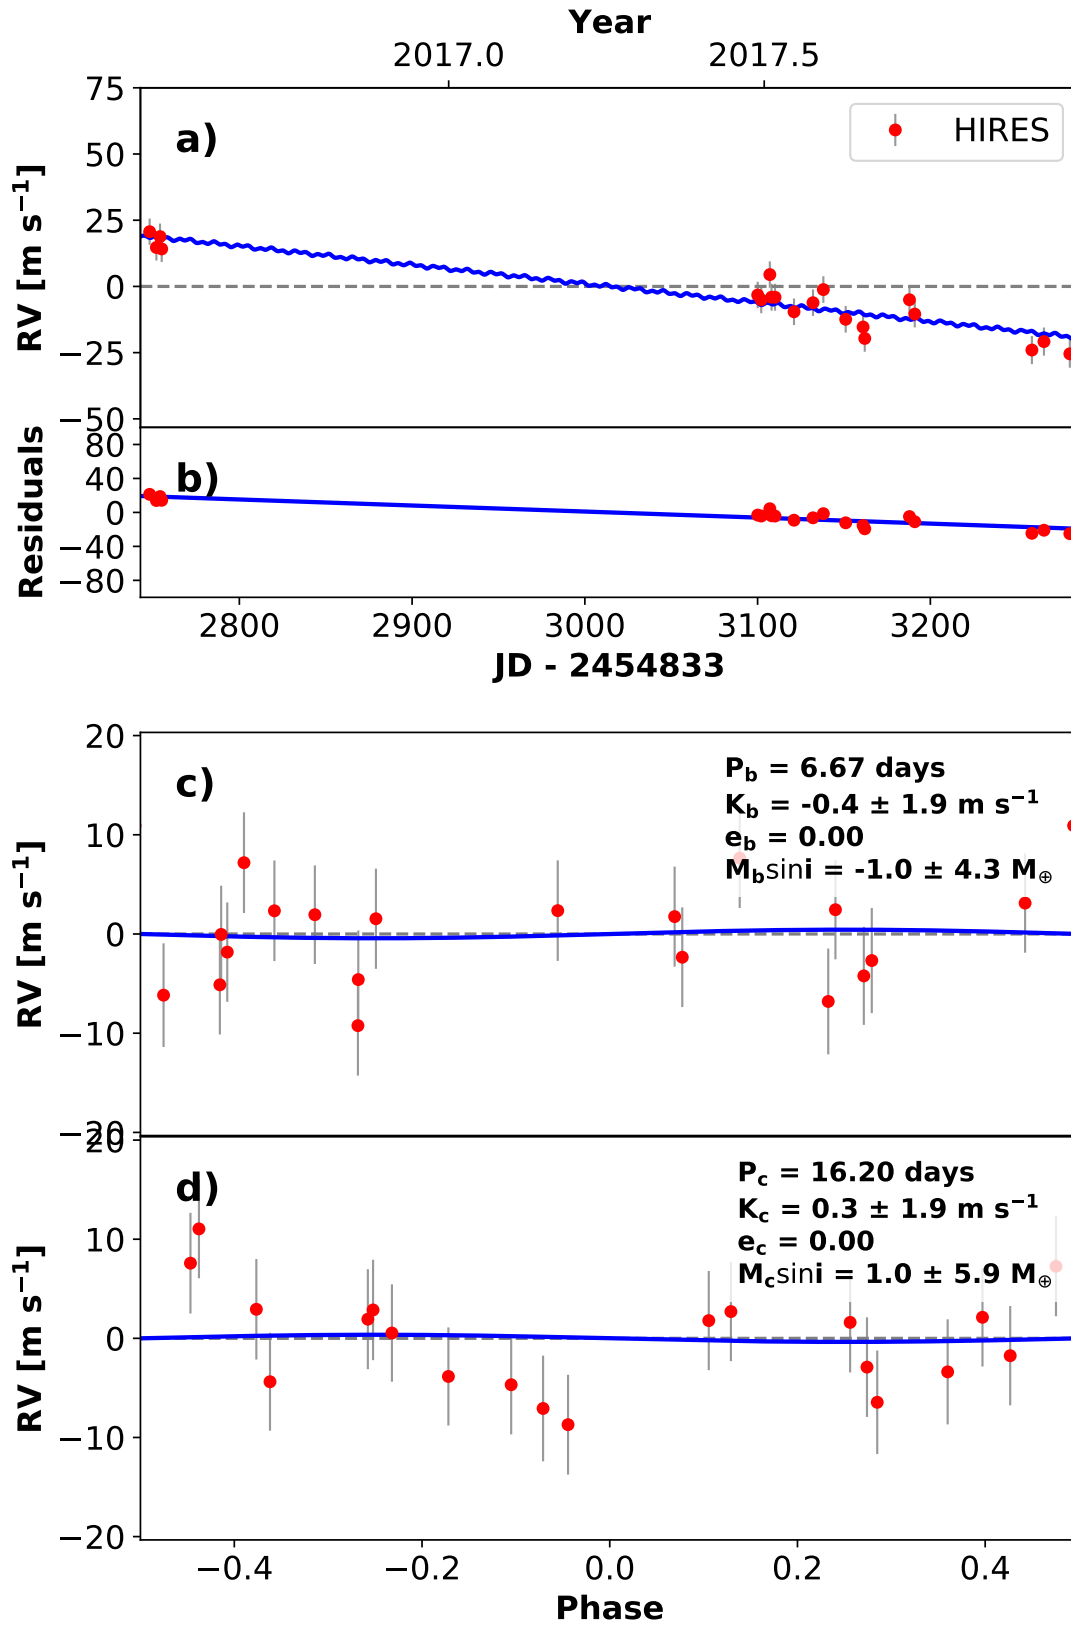 Year
2017.0 2017.5
75
a)
HIRES
50
25
0
−25
−50
RV [m s⁻¹]
80
b)
40
0
−40
−80
Residuals
2800 2900 3000 3100 3200
JD - 2454833
20
c)
P_b = 6.67 days
K_b = -0.4 ± 1.9 m s⁻¹
e_b = 0.00
M_b sini = -1.0 ± 4.3 M_⊕
10
0
−10
−20
RV [m s⁻¹]
20
d)
P_c = 16.20 days
K_c = 0.3 ± 1.9 m s⁻¹
e_c = 0.00
M_c sini = 1.0 ± 5.9 M_⊕
10
0
−10
−20
RV [m s⁻¹]
−0.4 −0.2 0.0 0.2 0.4
Phase